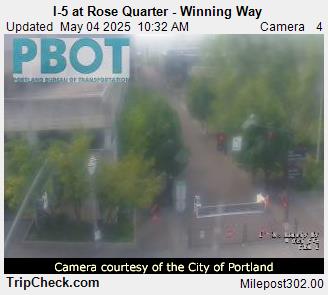 I-5 at Rose Quarter - Winning Way
Updated May 04 2025 10:32 AM Camera 4
PBOT
PORTLAND BUREAU OF TRANSPORTATION
Camera courtesy of the City of Portland
TripCheck.com Milepost302.00